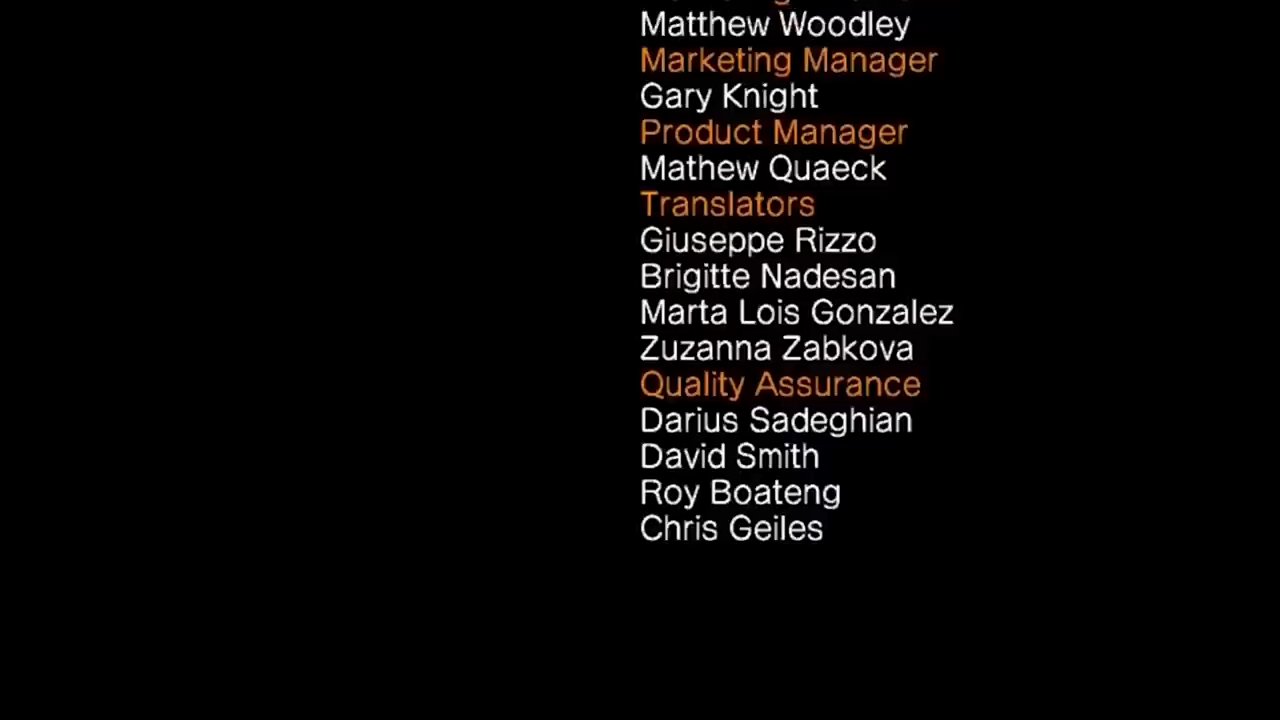 Matthew Woodley
Marketing Manager
Gary Knight
Product Manager
Mathew Quaeck
Translators
Giuseppe Rizzo
Brigitte Nadesan
Marta Lois Gonzalez
Zuzanna Zabkova
Quality Assurance
Darius Sadeghian
David Smith
Roy Boateng
Chris Geiles